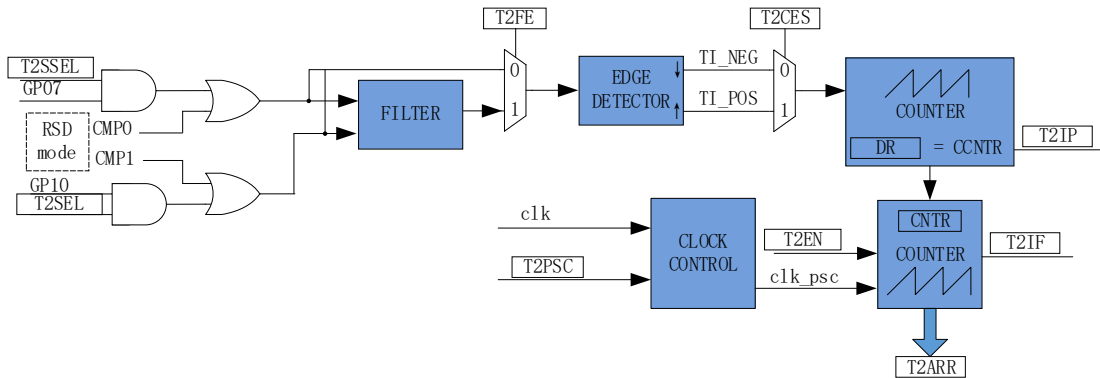 T2FE
T2CES
T2SSEL
GP07
RSD
mode
CMP0
CMP1
GP10
T2SEL
FILTER
0
1
EDGE
DETECTOR
TI_NEG
TI_POS
0
1
COUNTER
DR = CCNTR
T2IP
clk
T2PSC
CLOCK
CONTROL
T2EN
clk_psc
CNTR
COUNTER
T2IF
T2ARR